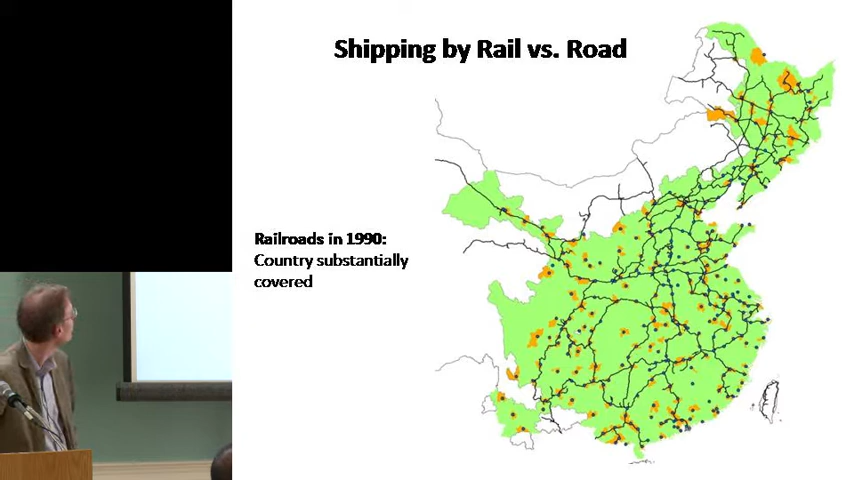 Shipping by Rail vs. Road
Railroads in 1990:
Country substantially
covered